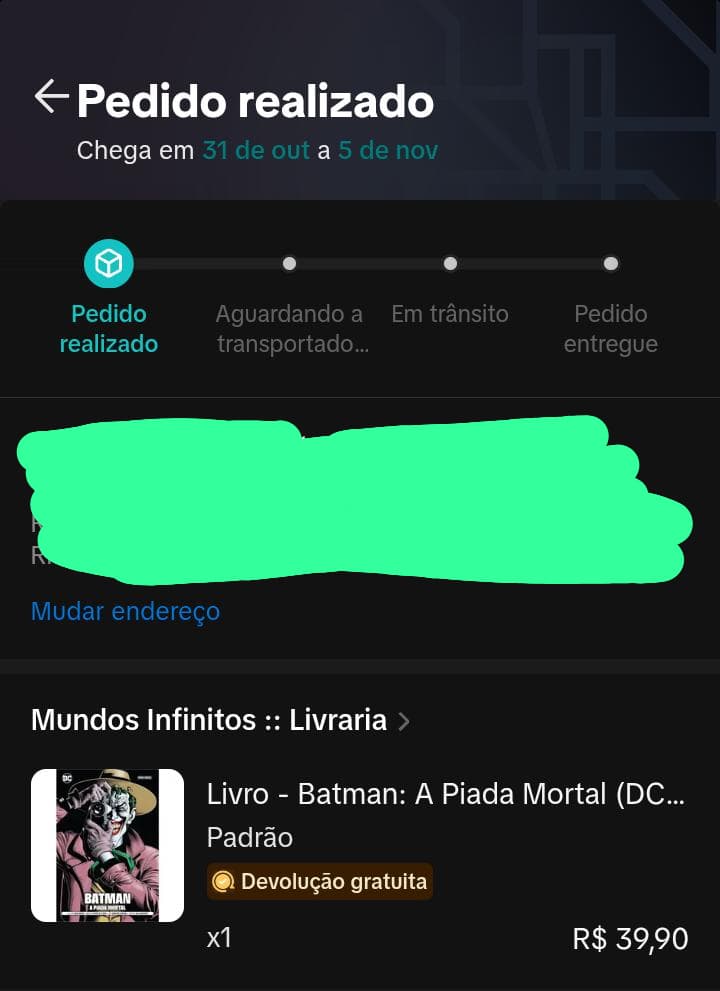 Pedido realizado
Chega em 31 de out a 5 de nov
Pedido
realizado
Aguardando a
transportado...
Em trânsito
Pedido
entregue
Mudar endereço
Mundos Infinitos :: Livraria
Livro - Batman: A Piada Mortal (DC...
Padrão
DC
BATMAN
A PIADA MORTAL
Devolução gratuita
x1
R$ 39,90